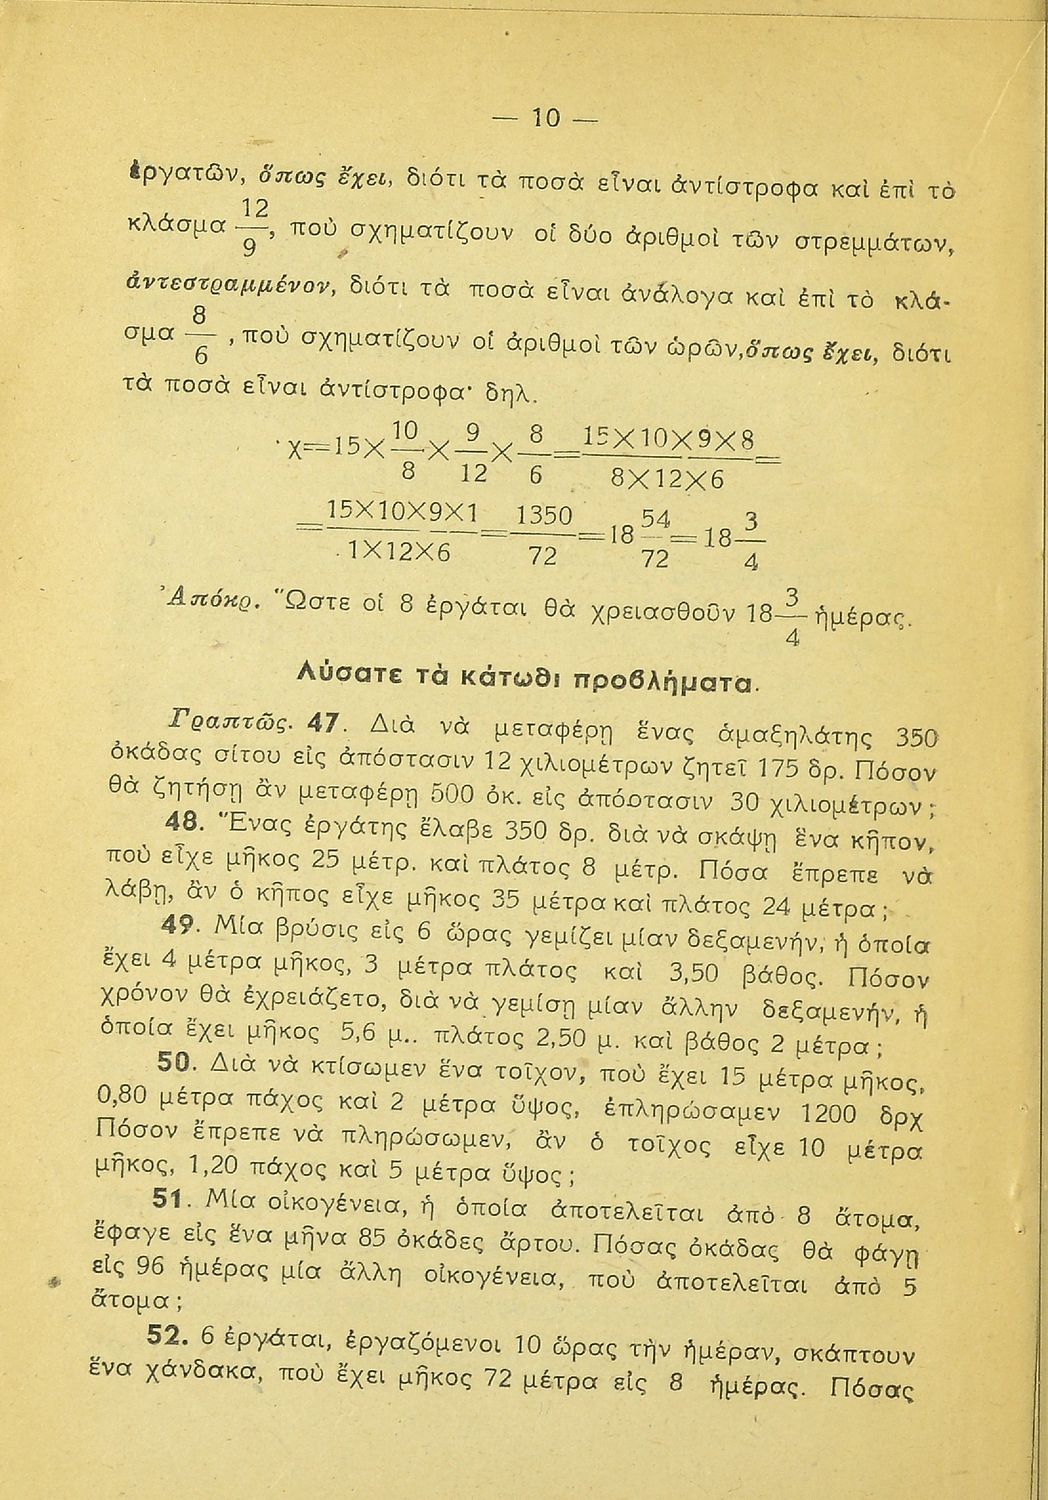 — 10 —
ἐργατῶν, ὅπως ἔχει, διότι τὰ ποσὰ εἶναι ἀντίστροφα καὶ ἐπὶ τὸ
κλάσμα 12/9, ποὺ σχηματίζουν οἱ δύο ἀριθμοὶ τῶν στρεμμάτων,
ἀντεστραμμένον, διότι τὰ ποσὰ εἶναι ἀνάλογα καὶ ἐπὶ τὸ κλά-
σμα 8/6 , ποὺ σχηματίζουν οἱ ἀριθμοὶ τῶν ὡρῶν, ὅπως ἔχει, διότι
τὰ ποσὰ εἶναι ἀντίστροφα· δηλ.
χ=15×10/8×9/12×8/6=15×10×9×8/8×12×6=
=15×10×9×1/1×12×6=1350/72=18 54/72=18 3/4
Ἀπόκρ. Ὥστε οἱ 8 ἐργάται θὰ χρειασθοῦν 18 3/4 ἡμέρας.
Λύσατε τὰ κάτωθι προβλήματα.
Γραπτῶς. 47. Διὰ νὰ μεταφέρῃ ἕνας ἁμαξηλάτης 350
ὀκάδας σίτου εἰς ἀπόστασιν 12 χιλιομέτρων ζητεῖ 175 δρ. Πόσον
θὰ ζητήσῃ ἂν μεταφέρῃ 500 ὀκ. εἰς ἀπόστασιν 30 χιλιομέτρων;
48. Ἕνας ἐργάτης ἔλαβε 350 δρ. διὰ νὰ σκάψῃ ἕνα κῆπον,
ποὺ εἶχε μῆκος 25 μέτρ. καὶ πλάτος 8 μέτρ. Πόσα ἔπρεπε νὰ
λάβῃ, ἂν ὁ κῆπος εἶχε μῆκος 35 μέτρα καὶ πλάτος 24 μέτρα;
49. Μία βρύσις εἰς 6 ὥρας γεμίζει μίαν δεξαμενήν, ἡ ὁποία
ἔχει 4 μέτρα μῆκος, 3 μέτρα πλάτος καὶ 3,50 βάθος. Πόσον
χρόνον θὰ ἐχρειάζετο, διὰ νὰ γεμίσῃ μίαν ἄλλην δεξαμενήν, ἡ
ὁποία ἔχει μῆκος 5,6 μ.. πλάτος 2,50 μ. καὶ βάθος 2 μέτρα;
50. Διὰ νὰ κτίσωμεν ἕνα τοῖχον, ποὺ ἔχει 15 μέτρα μῆκος,
0,80 μέτρα πάχος καὶ 2 μέτρα ὕψος, ἐπληρώσαμεν 1200 δρχ
Πόσον ἔπρεπε νὰ πληρώσωμεν, ἂν ὁ τοῖχος εἶχε 10 μέτρα
μῆκος, 1,20 πάχος καὶ 5 μέτρα ὕψος;
51. Μία οἰκογένεια, ἡ ὁποία ἀποτελεῖται ἀπὸ 8 ἄτομα,
ἔφαγε εἰς ἕνα μῆνα 85 ὀκάδες ἄρτου. Πόσας ὀκάδας θὰ φάγῃ
εἰς 96 ἡμέρας μία ἄλλη οἰκογένεια, ποὺ ἀποτελεῖται ἀπὸ 5
ἄτομα;
52. 6 ἐργάται, ἐργαζόμενοι 10 ὥρας τὴν ἡμέραν, σκάπτουν
ἕνα χάνδακα, ποὺ ἔχει μῆκος 72 μέτρα εἰς 8 ἡμέρας. Πόσας